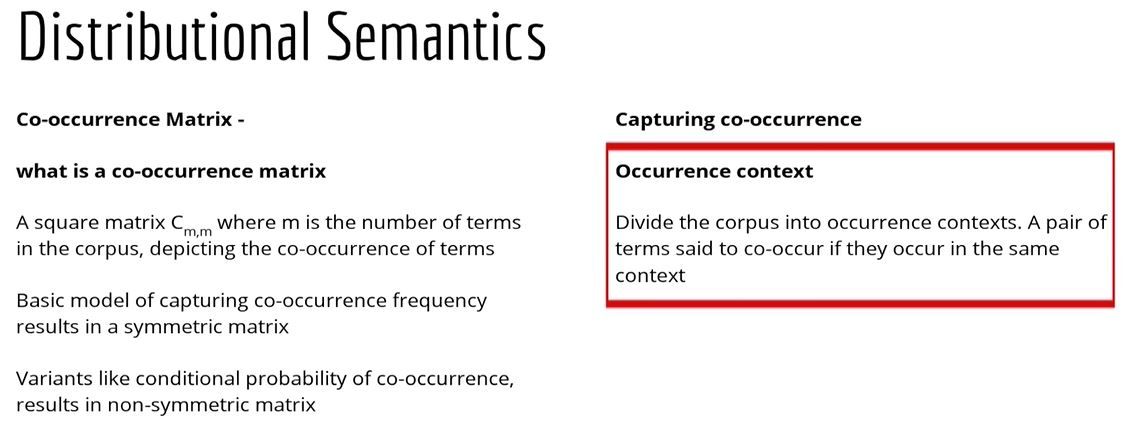 Distributional Semantics
Co-occurrence Matrix -
what is a co-occurrence matrix
A square matrix Cm,m where m is the number of terms
in the corpus, depicting the co-occurrence of terms
Basic model of capturing co-occurrence frequency
results in a symmetric matrix
Variants like conditional probability of co-occurrence,
results in non-symmetric matrix
Capturing co-occurrence
Occurrence context
Divide the corpus into occurrence contexts. A pair of
terms said to co-occur if they occur in the same
context